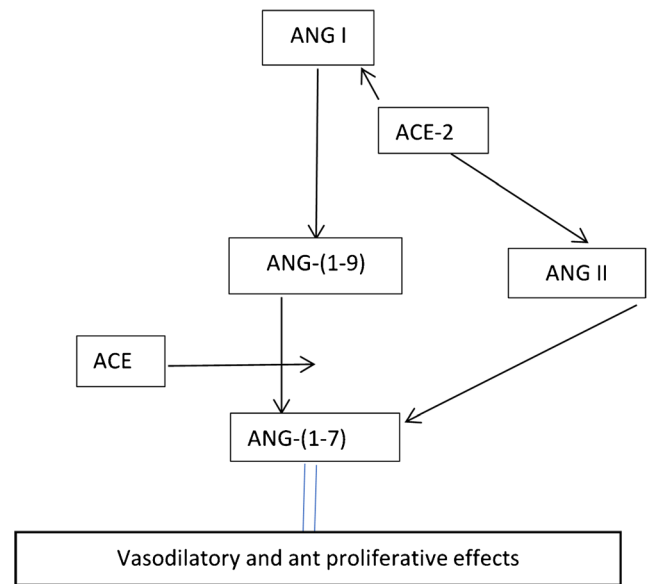 ANG I
ACE-2
ANG-(1-9)
ANG II
ACE
ANG-(1-7)
Vasodilatory and ant proliferative effects